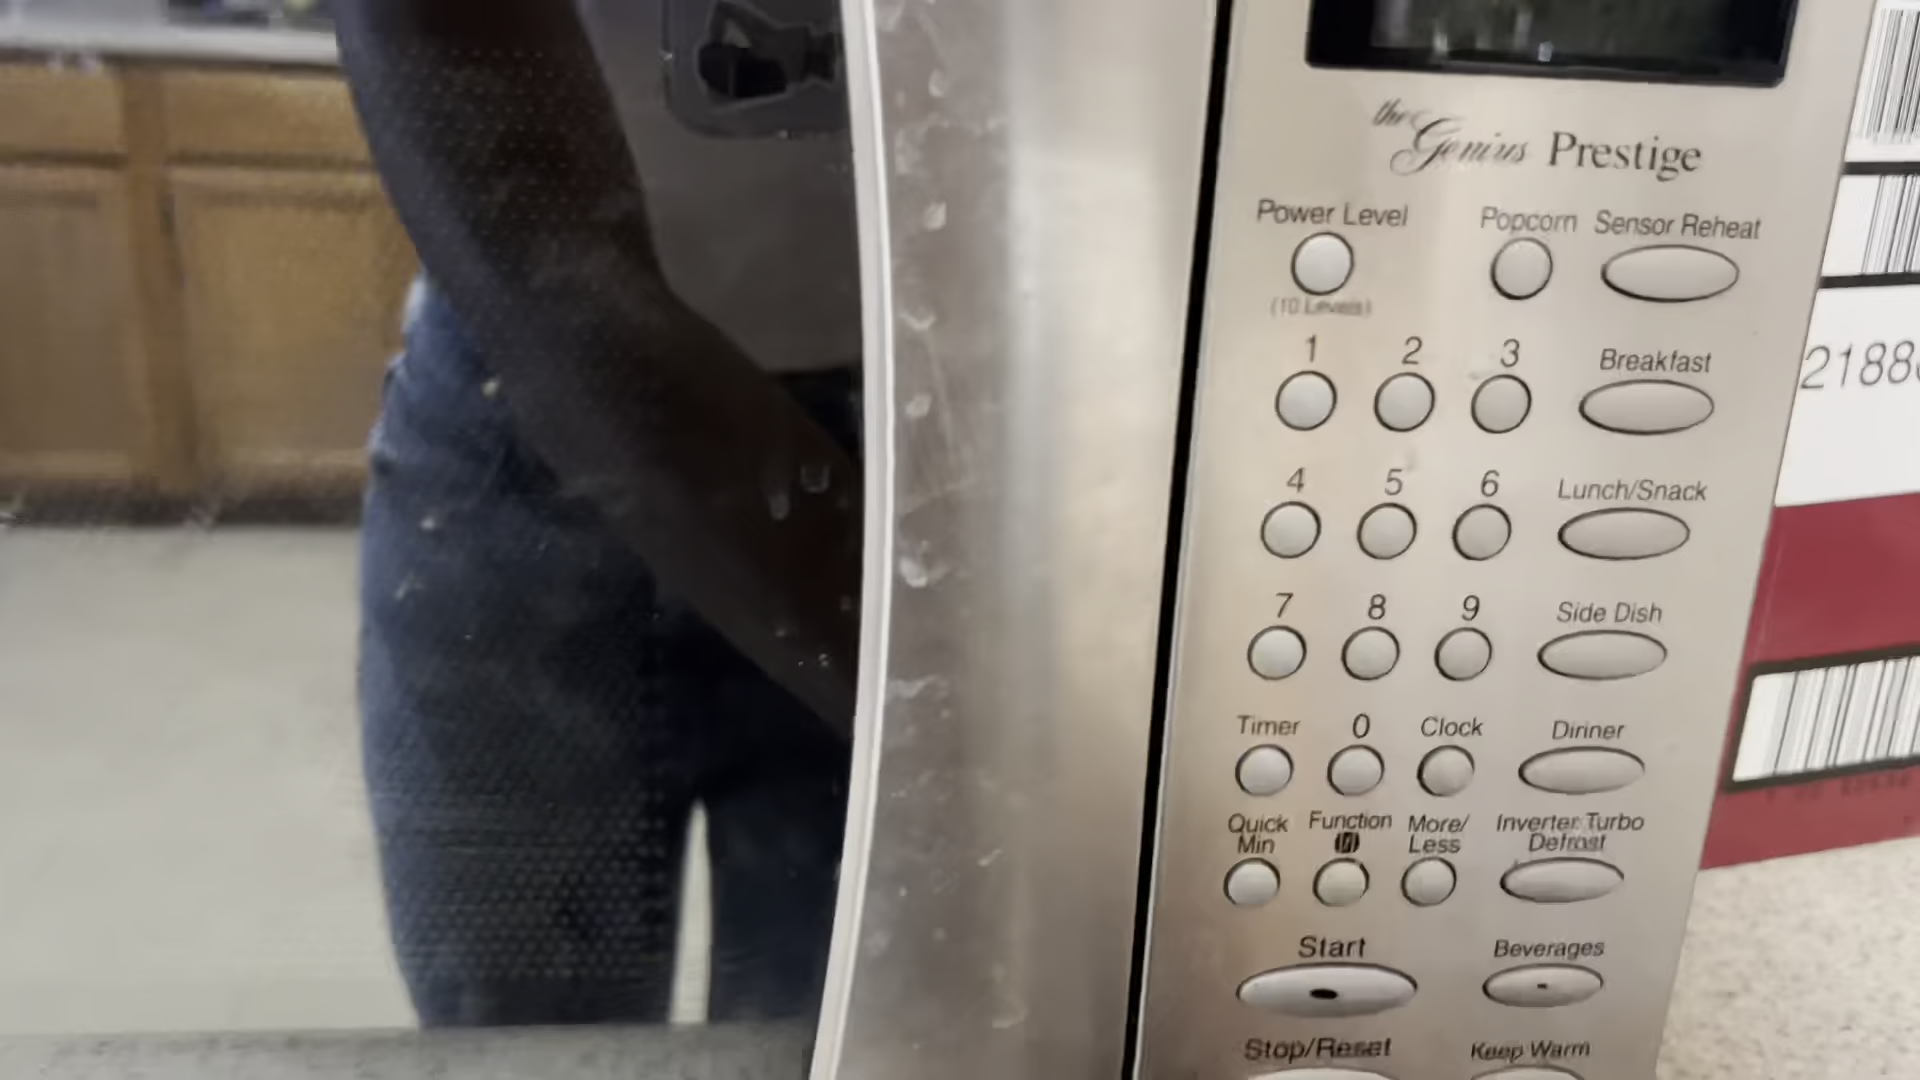 the Genius Prestige
Power Level Popcorn Sensor Reheat
(10 Levels)
1 2 3 Breakfast
4 5 6 Lunch/Snack
7 8 9 Side Dish
Timer 0 Clock Dinner
Quick Min Function More/Less Inverter Turbo Defrost
Start Beverages
Stop/Reset Keep Warm
2188